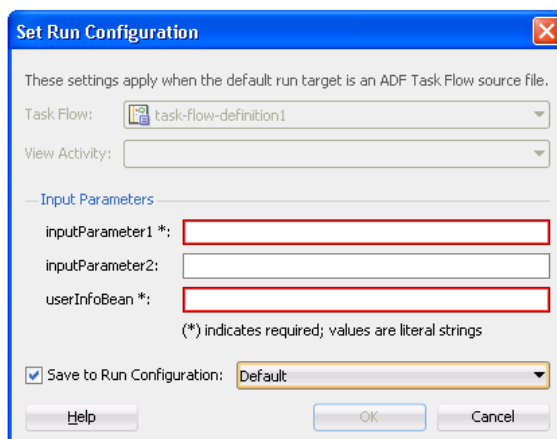 Set Run Configuration
These settings apply when the default run target is an ADF Task Flow source file.
Task Flow: task-flow-definition1
View Activity:
Input Parameters
inputParameter1 *:
inputParameter2:
userInfoBean *:
(*) indicates required; values are literal strings
Save to Run Configuration: Default
Help OK Cancel